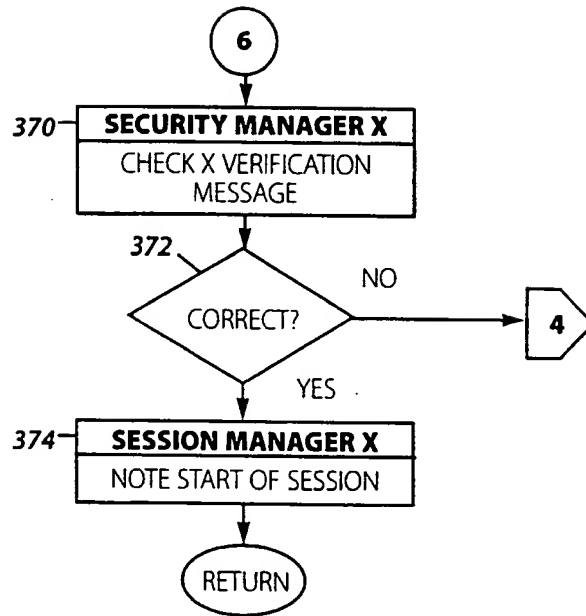 6
370
SECURITY MANAGER X
CHECK X VERIFICATION
MESSAGE
372
NO
CORRECT?
4
YES
374
SESSION MANAGER X
NOTE START OF SESSION
RETURN